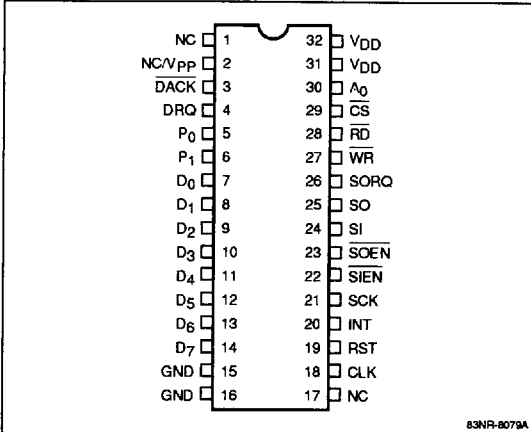 NC 1 32 VDD
NC/VPP 2 31 VDD
DACK 3 30 A0
DRQ 4 29 CS
P0 5 28 RD
P1 6 27 WR
D0 7 26 SORQ
D1 8 25 SO
D2 9 24 SI
D3 10 23 SOEN
D4 11 22 SIEN
D5 12 21 SCK
D6 13 20 INT
D7 14 19 RST
GND 15 18 CLK
GND 16 17 NC
83NR-8079A